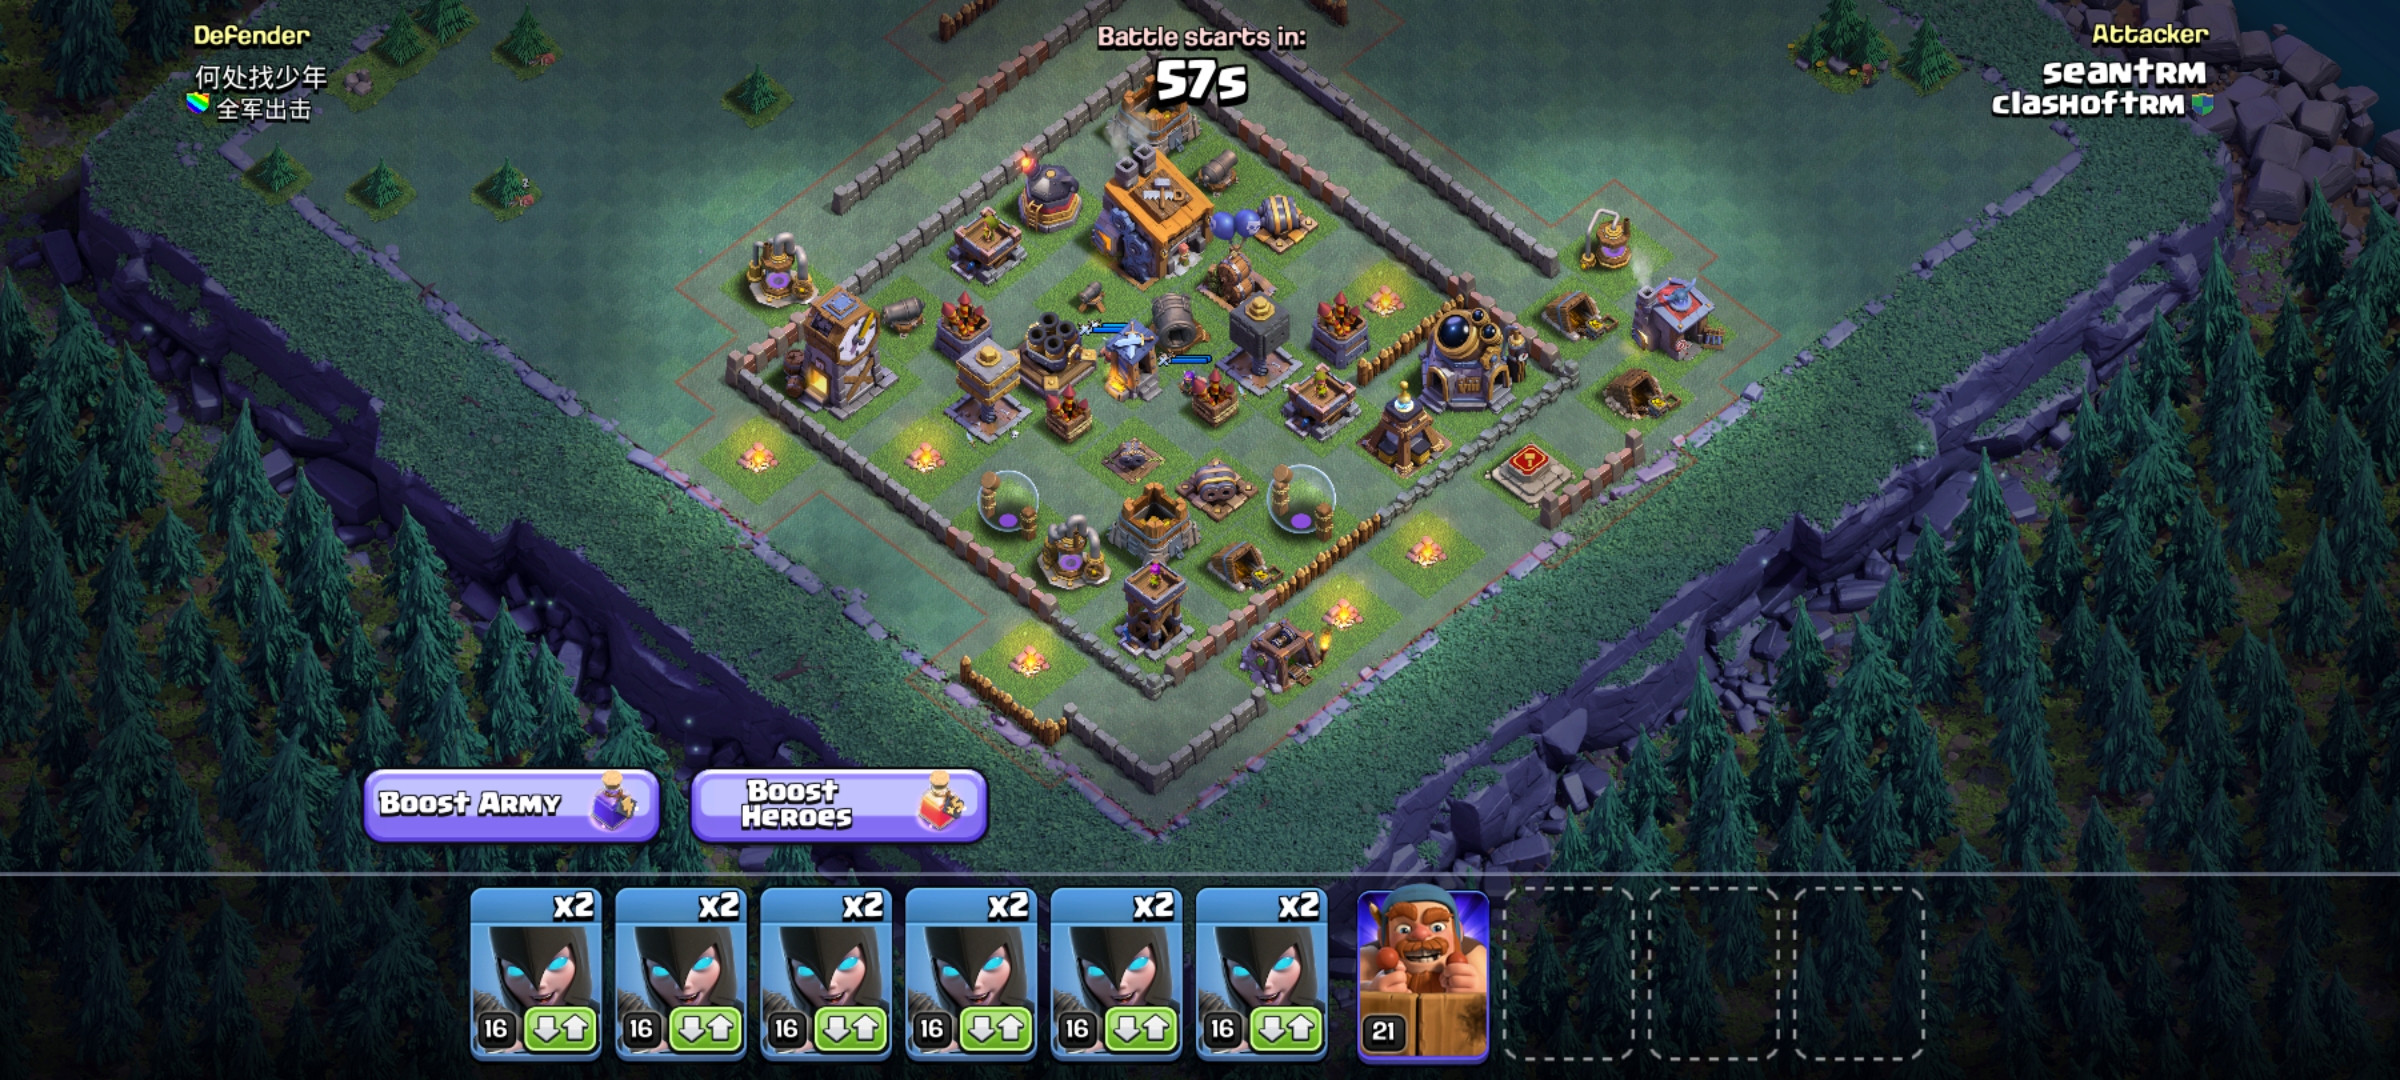 Defender
何处找少年
全军出击
Battle starts in:
57s
Attacker
seantRM
clashoftRM
Boost Army
Boost Heroes
x2
x2
x2
x2
x2
x2
16
16
16
16
16
16
21